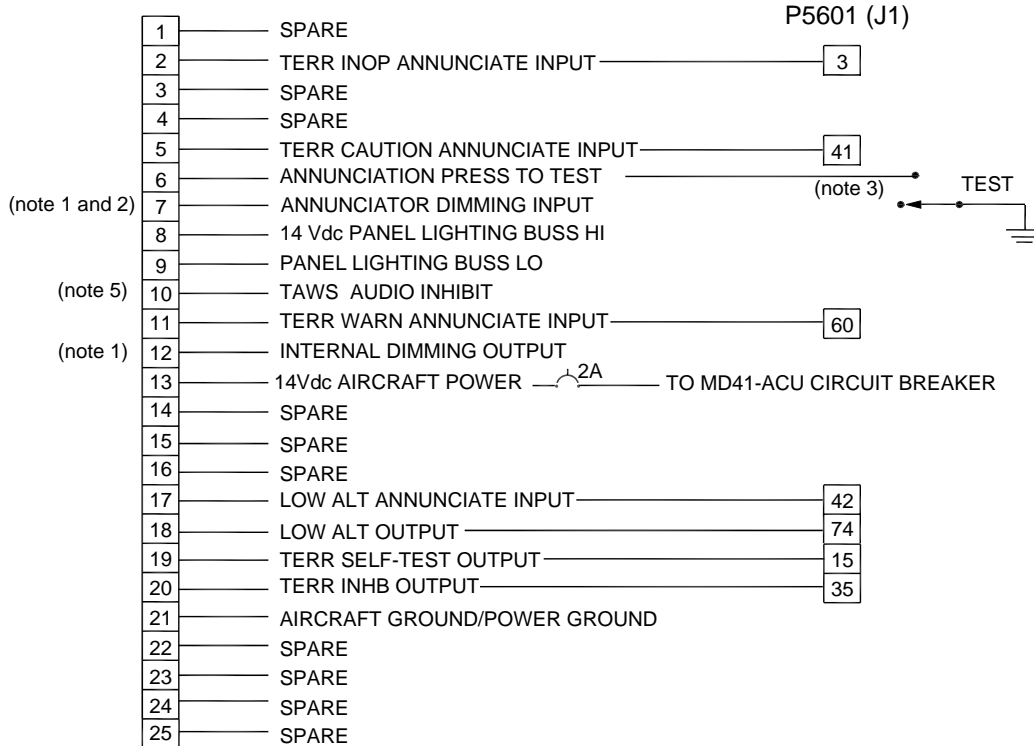 P5601 (J1)
1 SPARE
2 TERR INOP ANNUNCIATE INPUT 3
3 SPARE
4 SPARE
5 TERR CAUTION ANNUNCIATE INPUT 41
6 ANNUNCIATION PRESS TO TEST (note 3) TEST
(note 1 and 2) 7 ANNUNCIATOR DIMMING INPUT
8 14 Vdc PANEL LIGHTING BUSS HI
9 PANEL LIGHTING BUSS LO
(note 5) 10 TAWS AUDIO INHIBIT
11 TERR WARN ANNUNCIATE INPUT 60
(note 1) 12 INTERNAL DIMMING OUTPUT
13 14Vdc AIRCRAFT POWER 2A TO MD41-ACU CIRCUIT BREAKER
14 SPARE
15 SPARE
16 SPARE
17 LOW ALT ANNUNCIATE INPUT 42
18 LOW ALT OUTPUT 74
19 TERR SELF-TEST OUTPUT 15
20 TERR INHB OUTPUT 35
21 AIRCRAFT GROUND/POWER GROUND
22 SPARE
23 SPARE
24 SPARE
25 SPARE